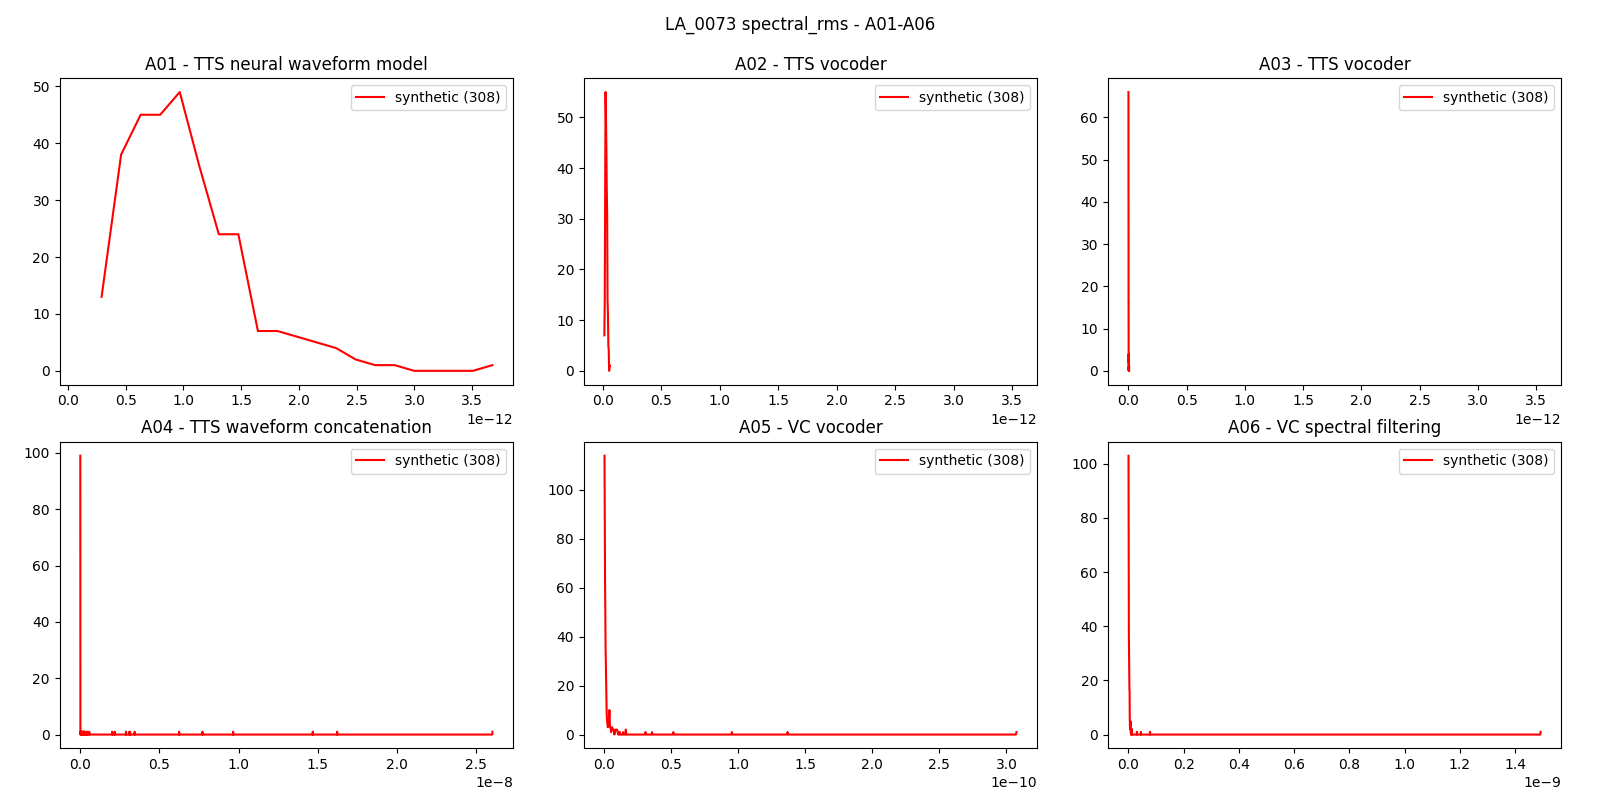 LA_0073 spectral_rms - A01-A06
A01 - TTS neural waveform model
A02 - TTS vocoder
A03 - TTS vocoder
synthetic (308)
synthetic (308)
synthetic (308)
50
40
30
20
10
0
50
40
30
20
10
0
60
50
40
30
20
10
0
0.0 0.5 1.0 1.5 2.0 2.5 3.0 3.5
1e−12
0.0 0.5 1.0 1.5 2.0 2.5 3.0 3.5
1e−12
0.0 0.5 1.0 1.5 2.0 2.5 3.0 3.5
1e−12
A04 - TTS waveform concatenation
A05 - VC vocoder
A06 - VC spectral filtering
synthetic (308)
synthetic (308)
synthetic (308)
100
80
60
40
20
0
100
80
60
40
20
0
100
80
60
40
20
0
0.0 0.5 1.0 1.5 2.0 2.5
1e−8
0.0 0.5 1.0 1.5 2.0 2.5 3.0
1e−10
0.0 0.2 0.4 0.6 0.8 1.0 1.2 1.4
1e−9